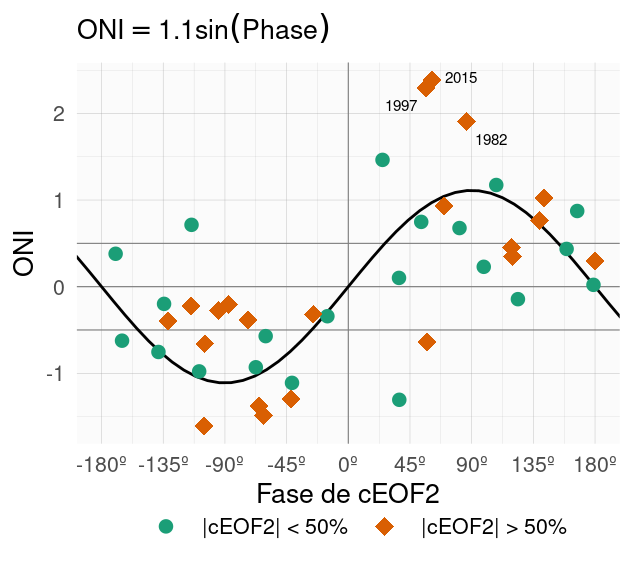 ONI = 1.1sin(Phase)
2015
1997
1982
2
1
0
-1
ONI
-180º -135º -90º -45º 0º 45º 90º 135º 180º
Fase de cEOF2
|cEOF2| < 50% |cEOF2| > 50%